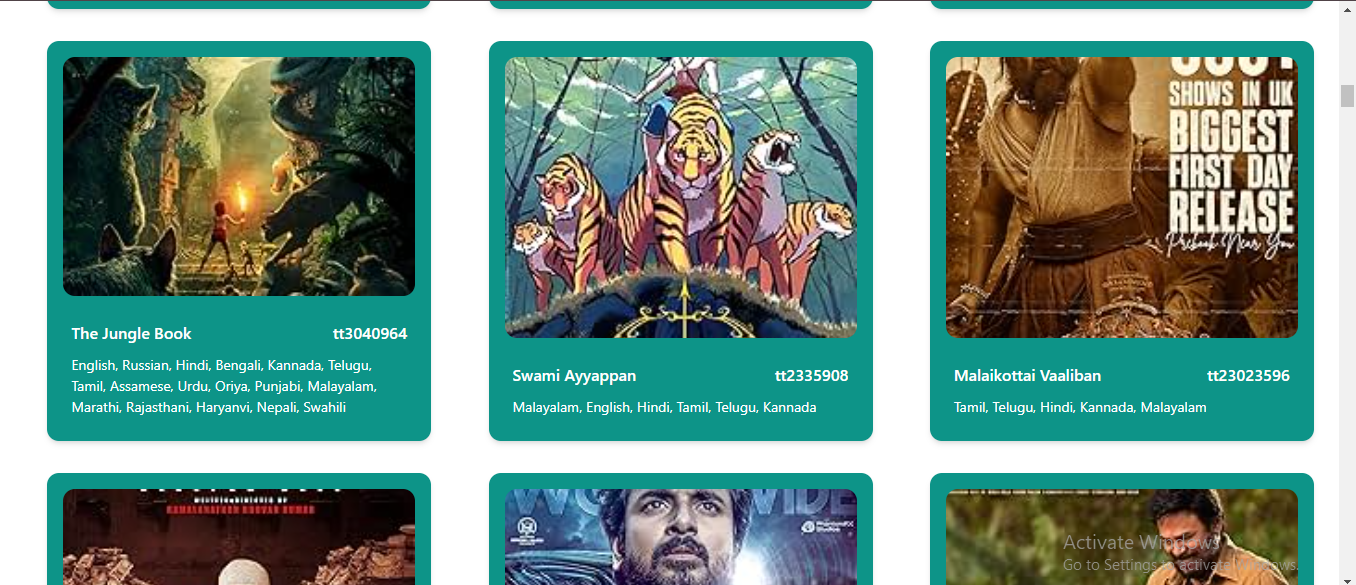 SHOWS IN UK
BIGGEST
FIRST DAY
RELEASE
Prebook Near You
The Jungle Book
tt3040964
English, Russian, Hindi, Bengali, Kannada, Telugu,
Tamil, Assamese, Urdu, Oriya, Punjabi, Malayalam,
Marathi, Rajasthani, Haryanvi, Nepali, Swahili
Swami Ayyappan
tt2335908
Malayalam, English, Hindi, Tamil, Telugu, Kannada
Malaikottai Vaaliban
tt23023596
Tamil, Telugu, Hindi, Kannada, Malayalam
PhantomFX
Studios
Activate Windows
Go to Settings to activate Windows.